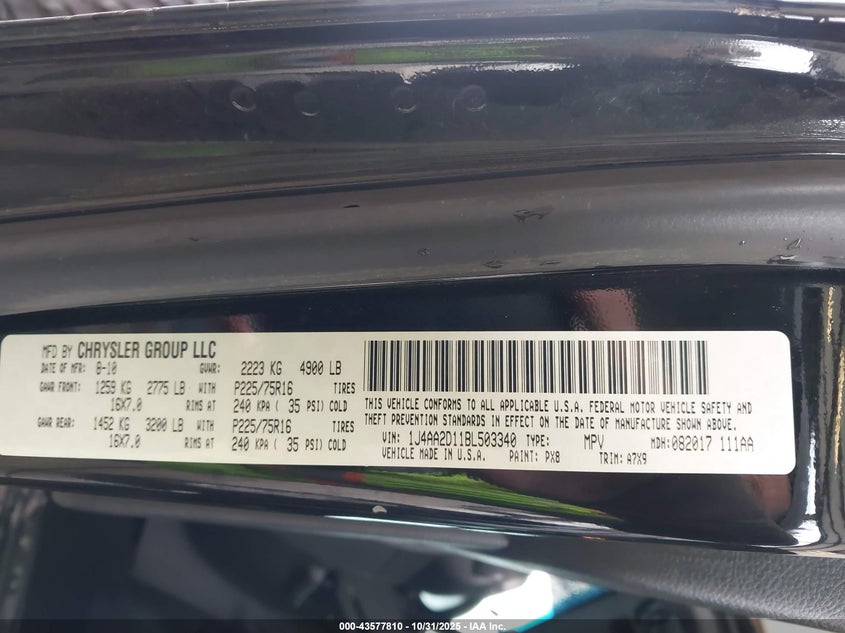 MFD BY CHRYSLER GROUP LLC
DATE OF MFR: 8-10 GVWR: 2223 KG 4900 LB
GAWR FRONT: 1259 KG 2775 LB WITH P225/75R16 TIRES
16X7.0 RIMS AT 240 KPA ( 35 PSI) COLD
GAWR REAR: 1452 KG 3200 LB WITH P225/75R16 TIRES
16X7.0 RIMS AT 240 KPA ( 35 PSI) COLD
THIS VEHICLE CONFORMS TO ALL APPLICABLE U.S.A. FEDERAL MOTOR VEHICLE SAFETY AND
THEFT PREVENTION STANDARDS IN EFFECT ON THE DATE OF MANUFACTURE SHOWN ABOVE.
VIN: 1J4AA2D11BL503340 TYPE: MPV MDH: 082017 111AA
VEHICLE MADE IN U.S.A. PAINT: PX8 TRIM: A7X9
000-43577810 - 10/31/2025 - IAA Inc.